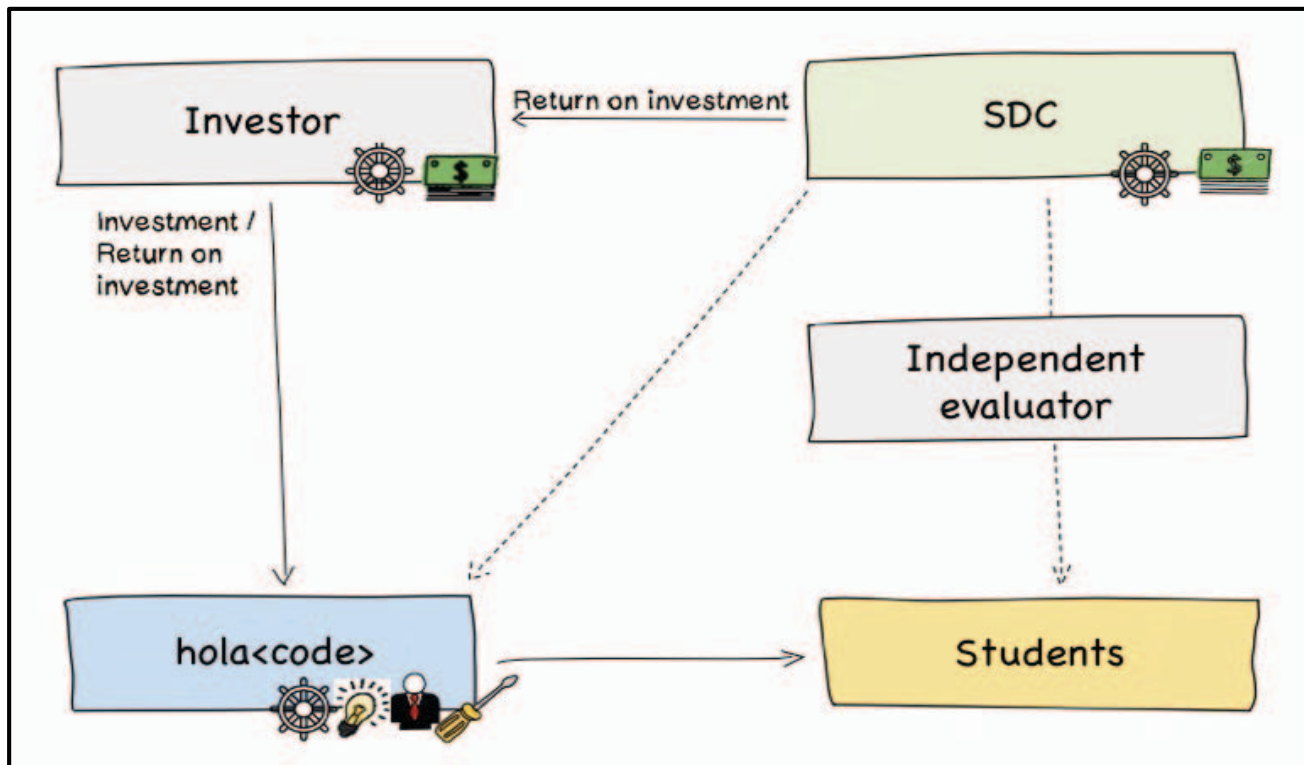 Investor
Return on investment
SDC
Investment /
Return on
investment
Independent
evaluator
hola<code>
Students
$
$